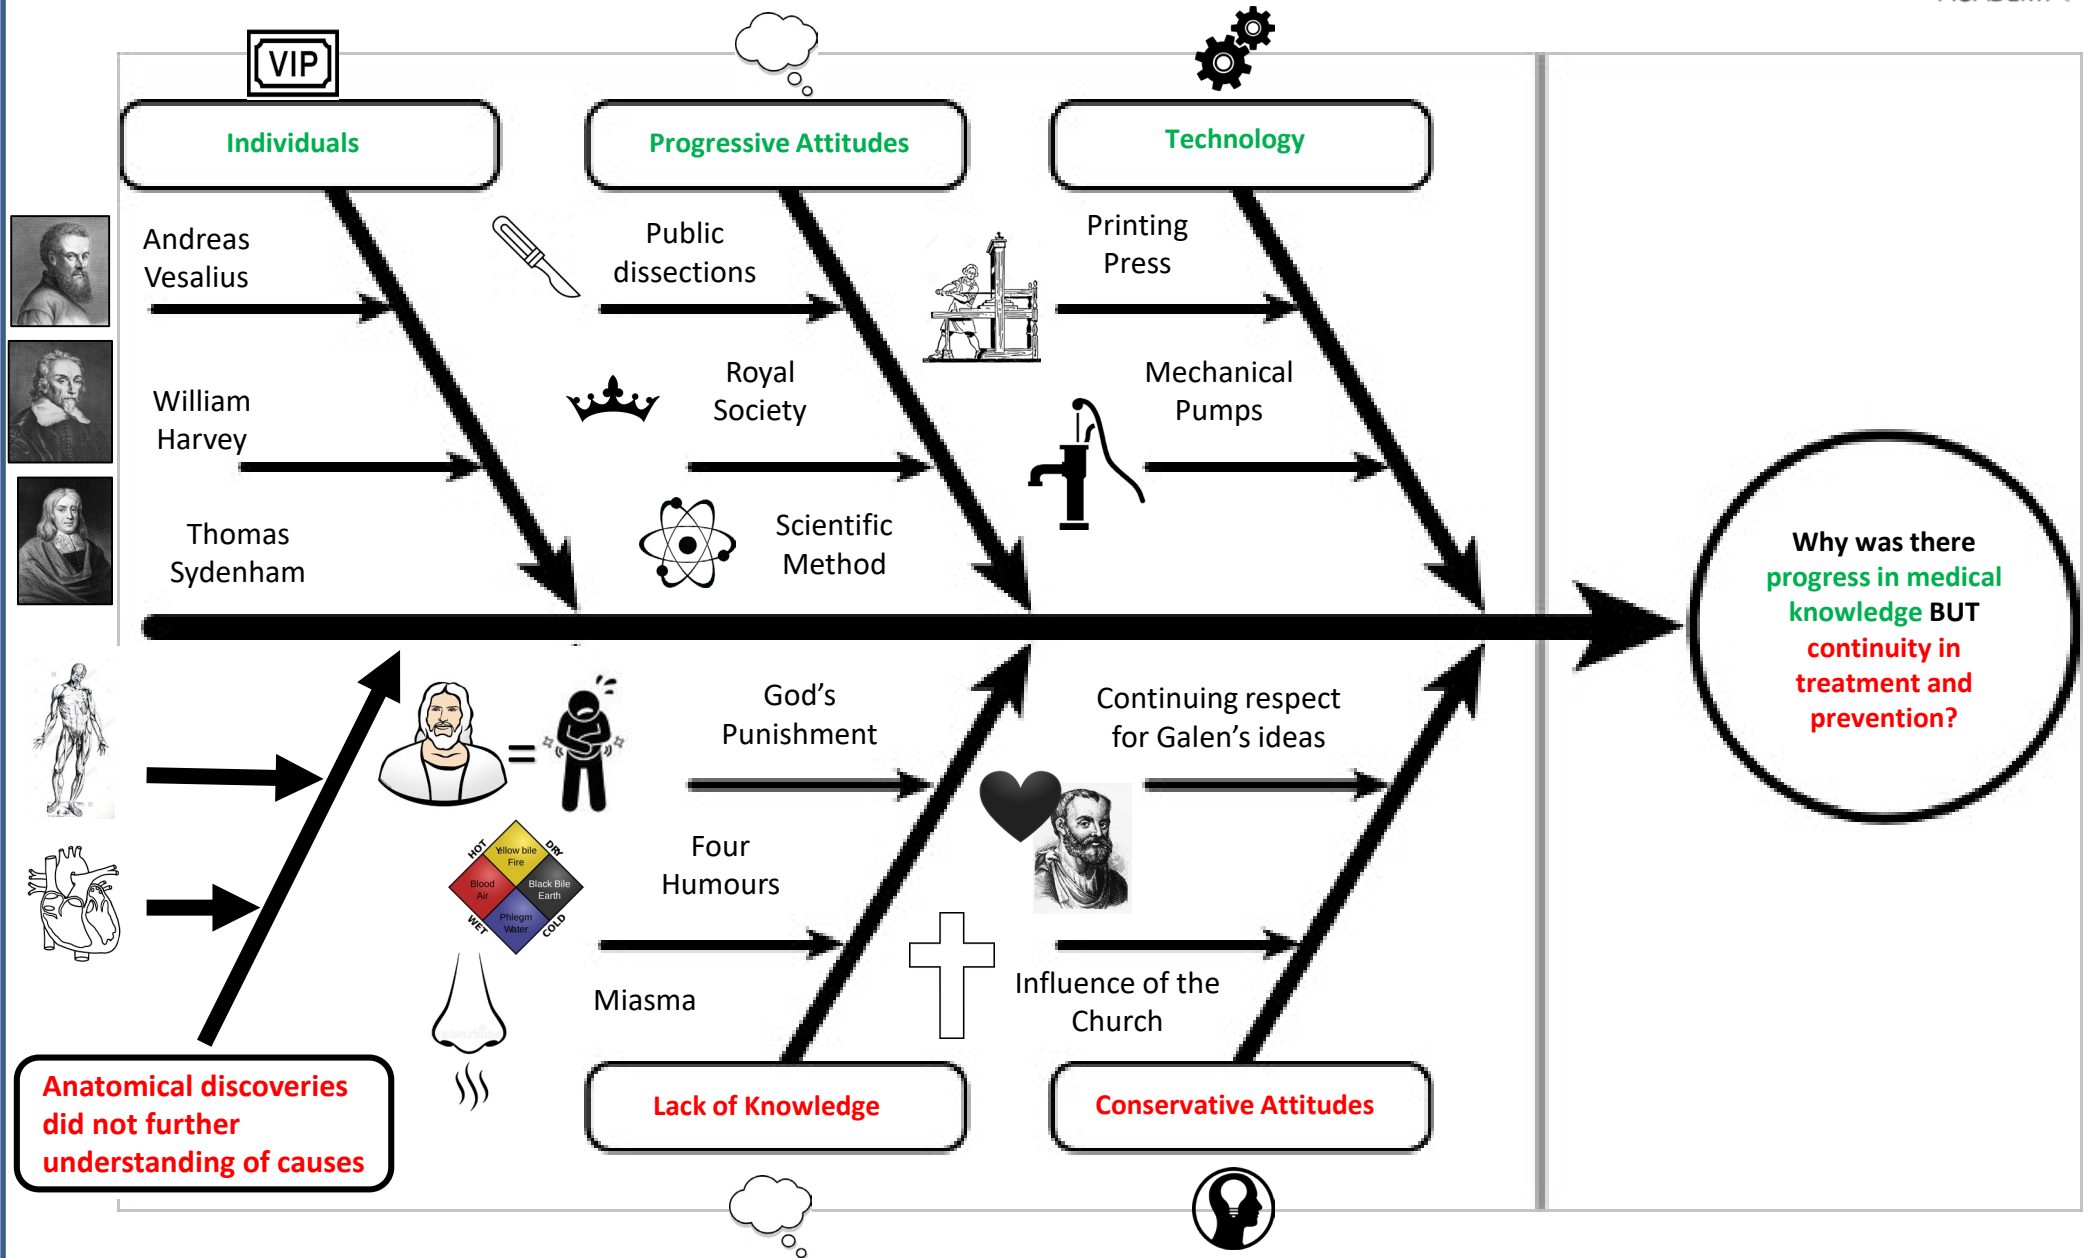 VIP
Individuals
Progressive Attitudes
Technology
Andreas
Vesalius
Public
dissections
Printing
Press
William
Harvey
Royal
Society
Mechanical
Pumps
Thomas
Sydenham
Scientific
Method
Why was there
progress in medical
knowledge BUT
continuity in
treatment and
prevention?
God's
Punishment
Continuing respect
for Galen's ideas
=
Four
Humours
HOT
DRY
WET
COLD
Yellow bile
Fire
Blood
Air
Black Bile
Earth
Phlegm
Water
Miasma
Influence of the
Church
Anatomical discoveries
did not further
understanding of causes
Lack of Knowledge
Conservative Attitudes